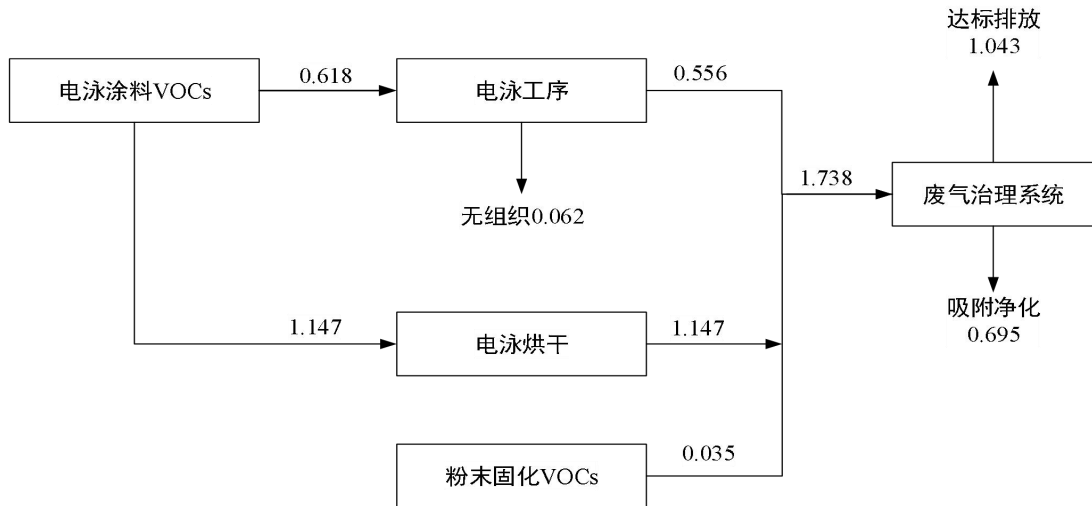 达标排放
1.043
电泳涂料VOCs
0.618
电泳工序
0.556
1.738
废气治理系统
无组织0.062
吸附净化
0.695
1.147
电泳烘干
1.147
粉末固化VOCs
0.035